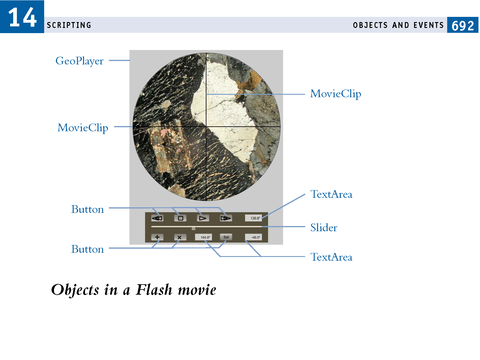 14
SCRIPTING
OBJECTS AND EVENTS 692
GeoPlayer
MovieClip
MovieClip
TextArea
Button
Slider
Button
TextArea
Objects in a Flash movie